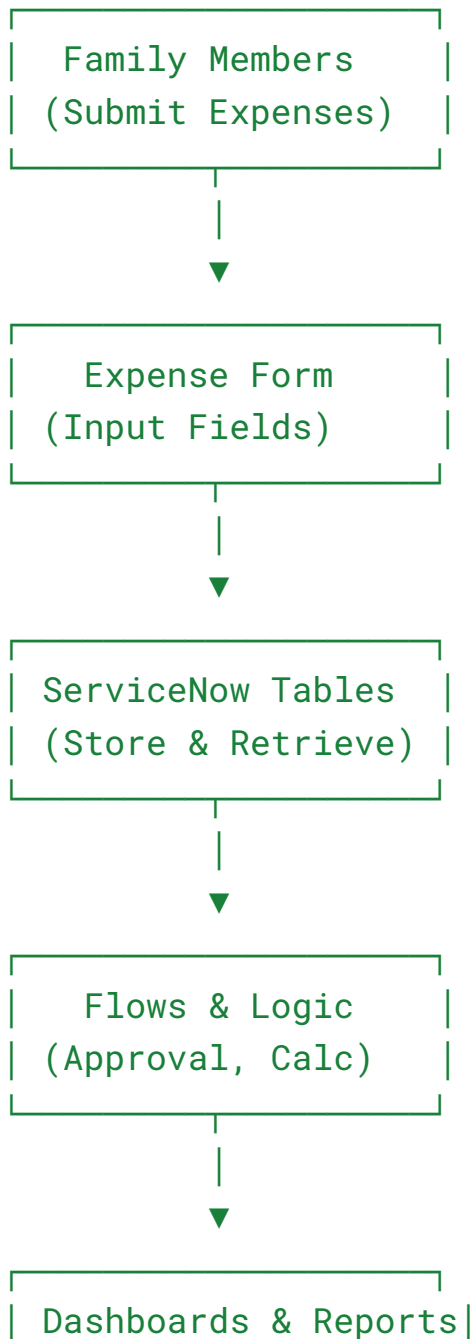 Family Members
(Submit Expenses)
Expense Form
(Input Fields)
ServiceNow Tables
(Store & Retrieve)
Flows & Logic
(Approval, Calc)
Dashboards & Reports